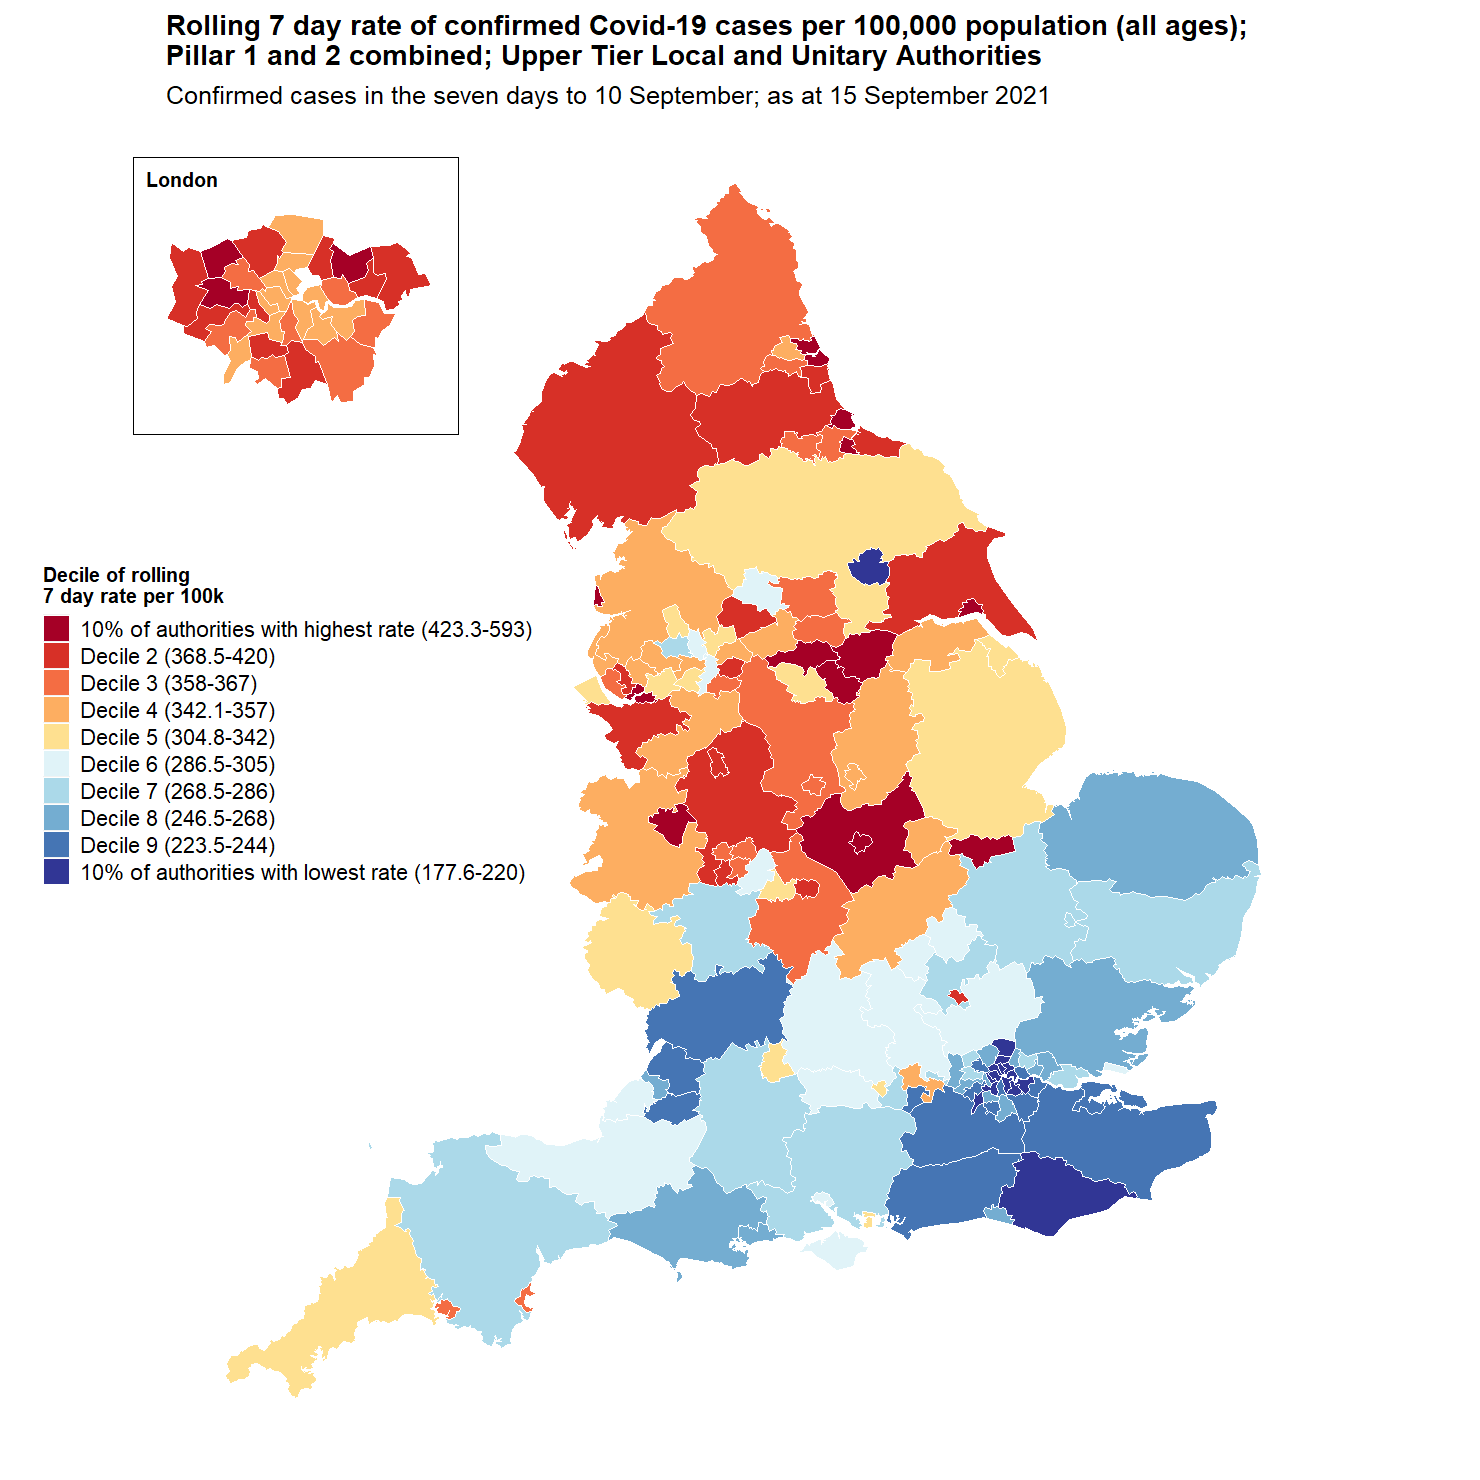 Rolling 7 day rate of confirmed Covid-19 cases per 100,000 population (all ages);
Pillar 1 and 2 combined; Upper Tier Local and Unitary Authorities
Confirmed cases in the seven days to 10 September; as at 15 September 2021
London
Decile of rolling
7 day rate per 100k
10% of authorities with highest rate (423.3-593)
Decile 2 (368.5-420)
Decile 3 (358-367)
Decile 4 (342.1-357)
Decile 5 (304.8-342)
Decile 6 (286.5-305)
Decile 7 (268.5-286)
Decile 8 (246.5-268)
Decile 9 (223.5-244)
10% of authorities with lowest rate (177.6-220)